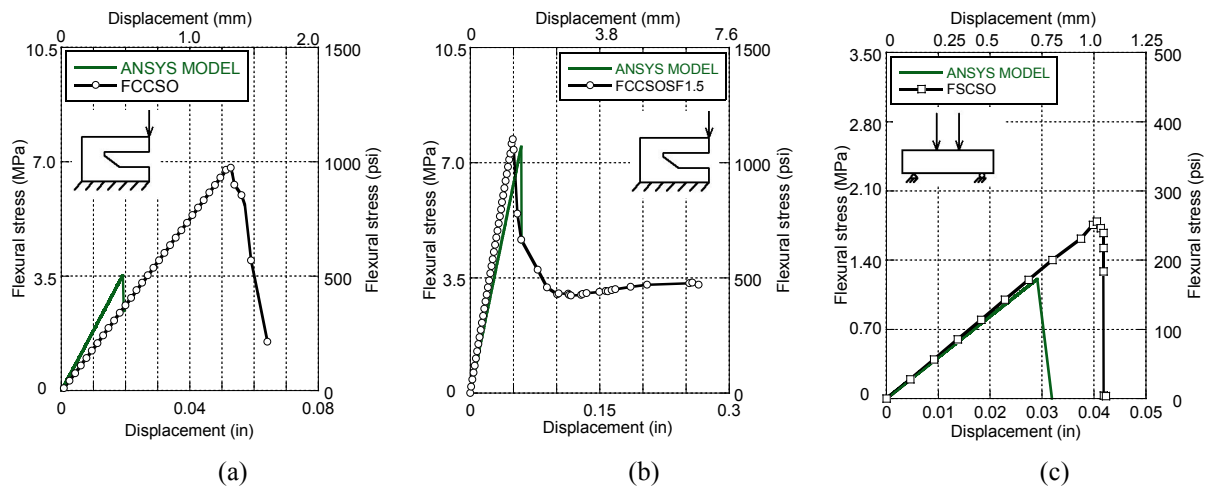 Displacement (mm)
0 1.0 2.0
10.5 1500
ANSYS MODEL
FCCSO
7.0 1000
3.5 500
0 0
Flexural stress (MPa)
Flexural stress (psi)
0 0.04 0.08
Displacement (in)
(a)
Displacement (mm)
0 3.8 7.6
10.5 1500
ANSYS MODEL
FCCSOSF1.5
7.0 1000
3.5 500
0 0
Flexural stress (MPa)
Flexural stress (psi)
0 0.15 0.3
Displacement (in)
(b)
Displacement (mm)
0 0.25 0.5 0.75 1.0 1.25
3.50 500
ANSYS MODEL
FSCSO
2.80 400
2.10 300
1.40 200
0.70 100
0 0
Flexural stress (MPa)
Flexural stress (psi)
0 0.01 0.02 0.03 0.04 0.05
Displacement (in)
(c)